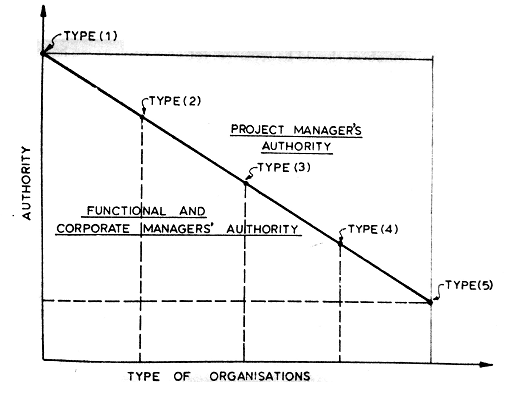 TYPE(1)
TYPE(2)
PROJECT MANAGER'S
AUTHORITY
TYPE(3)
FUNCTIONAL AND
CORPORATE MANAGERS' AUTHORITY
TYPE(4)
TYPE(5)
AUTHORITY
TYPE OF ORGANISATIONS